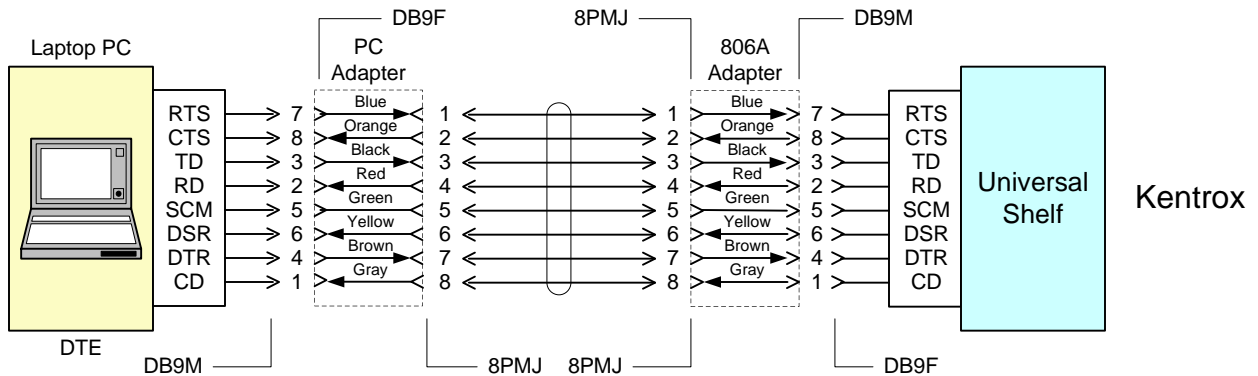 DB9F 8PMJ DB9M
Laptop PC PC Adapter 806A Adapter
RTS 7 Blue 1 1 Blue 7 RTS
CTS 8 Orange 2 2 Orange 8 CTS
TD 3 Black 3 3 Black 3 TD
RD 2 Red 4 4 Red 2 RD
SCM 5 Green 5 5 Green 5 SCM
DSR 6 Yellow 6 6 Yellow 6 DSR
DTR 4 Brown 7 7 Brown 4 DTR
CD 1 Gray 8 8 Gray 1 CD
Universal Shelf
Kentrox
DTE
DB9M 8PMJ 8PMJ DB9F